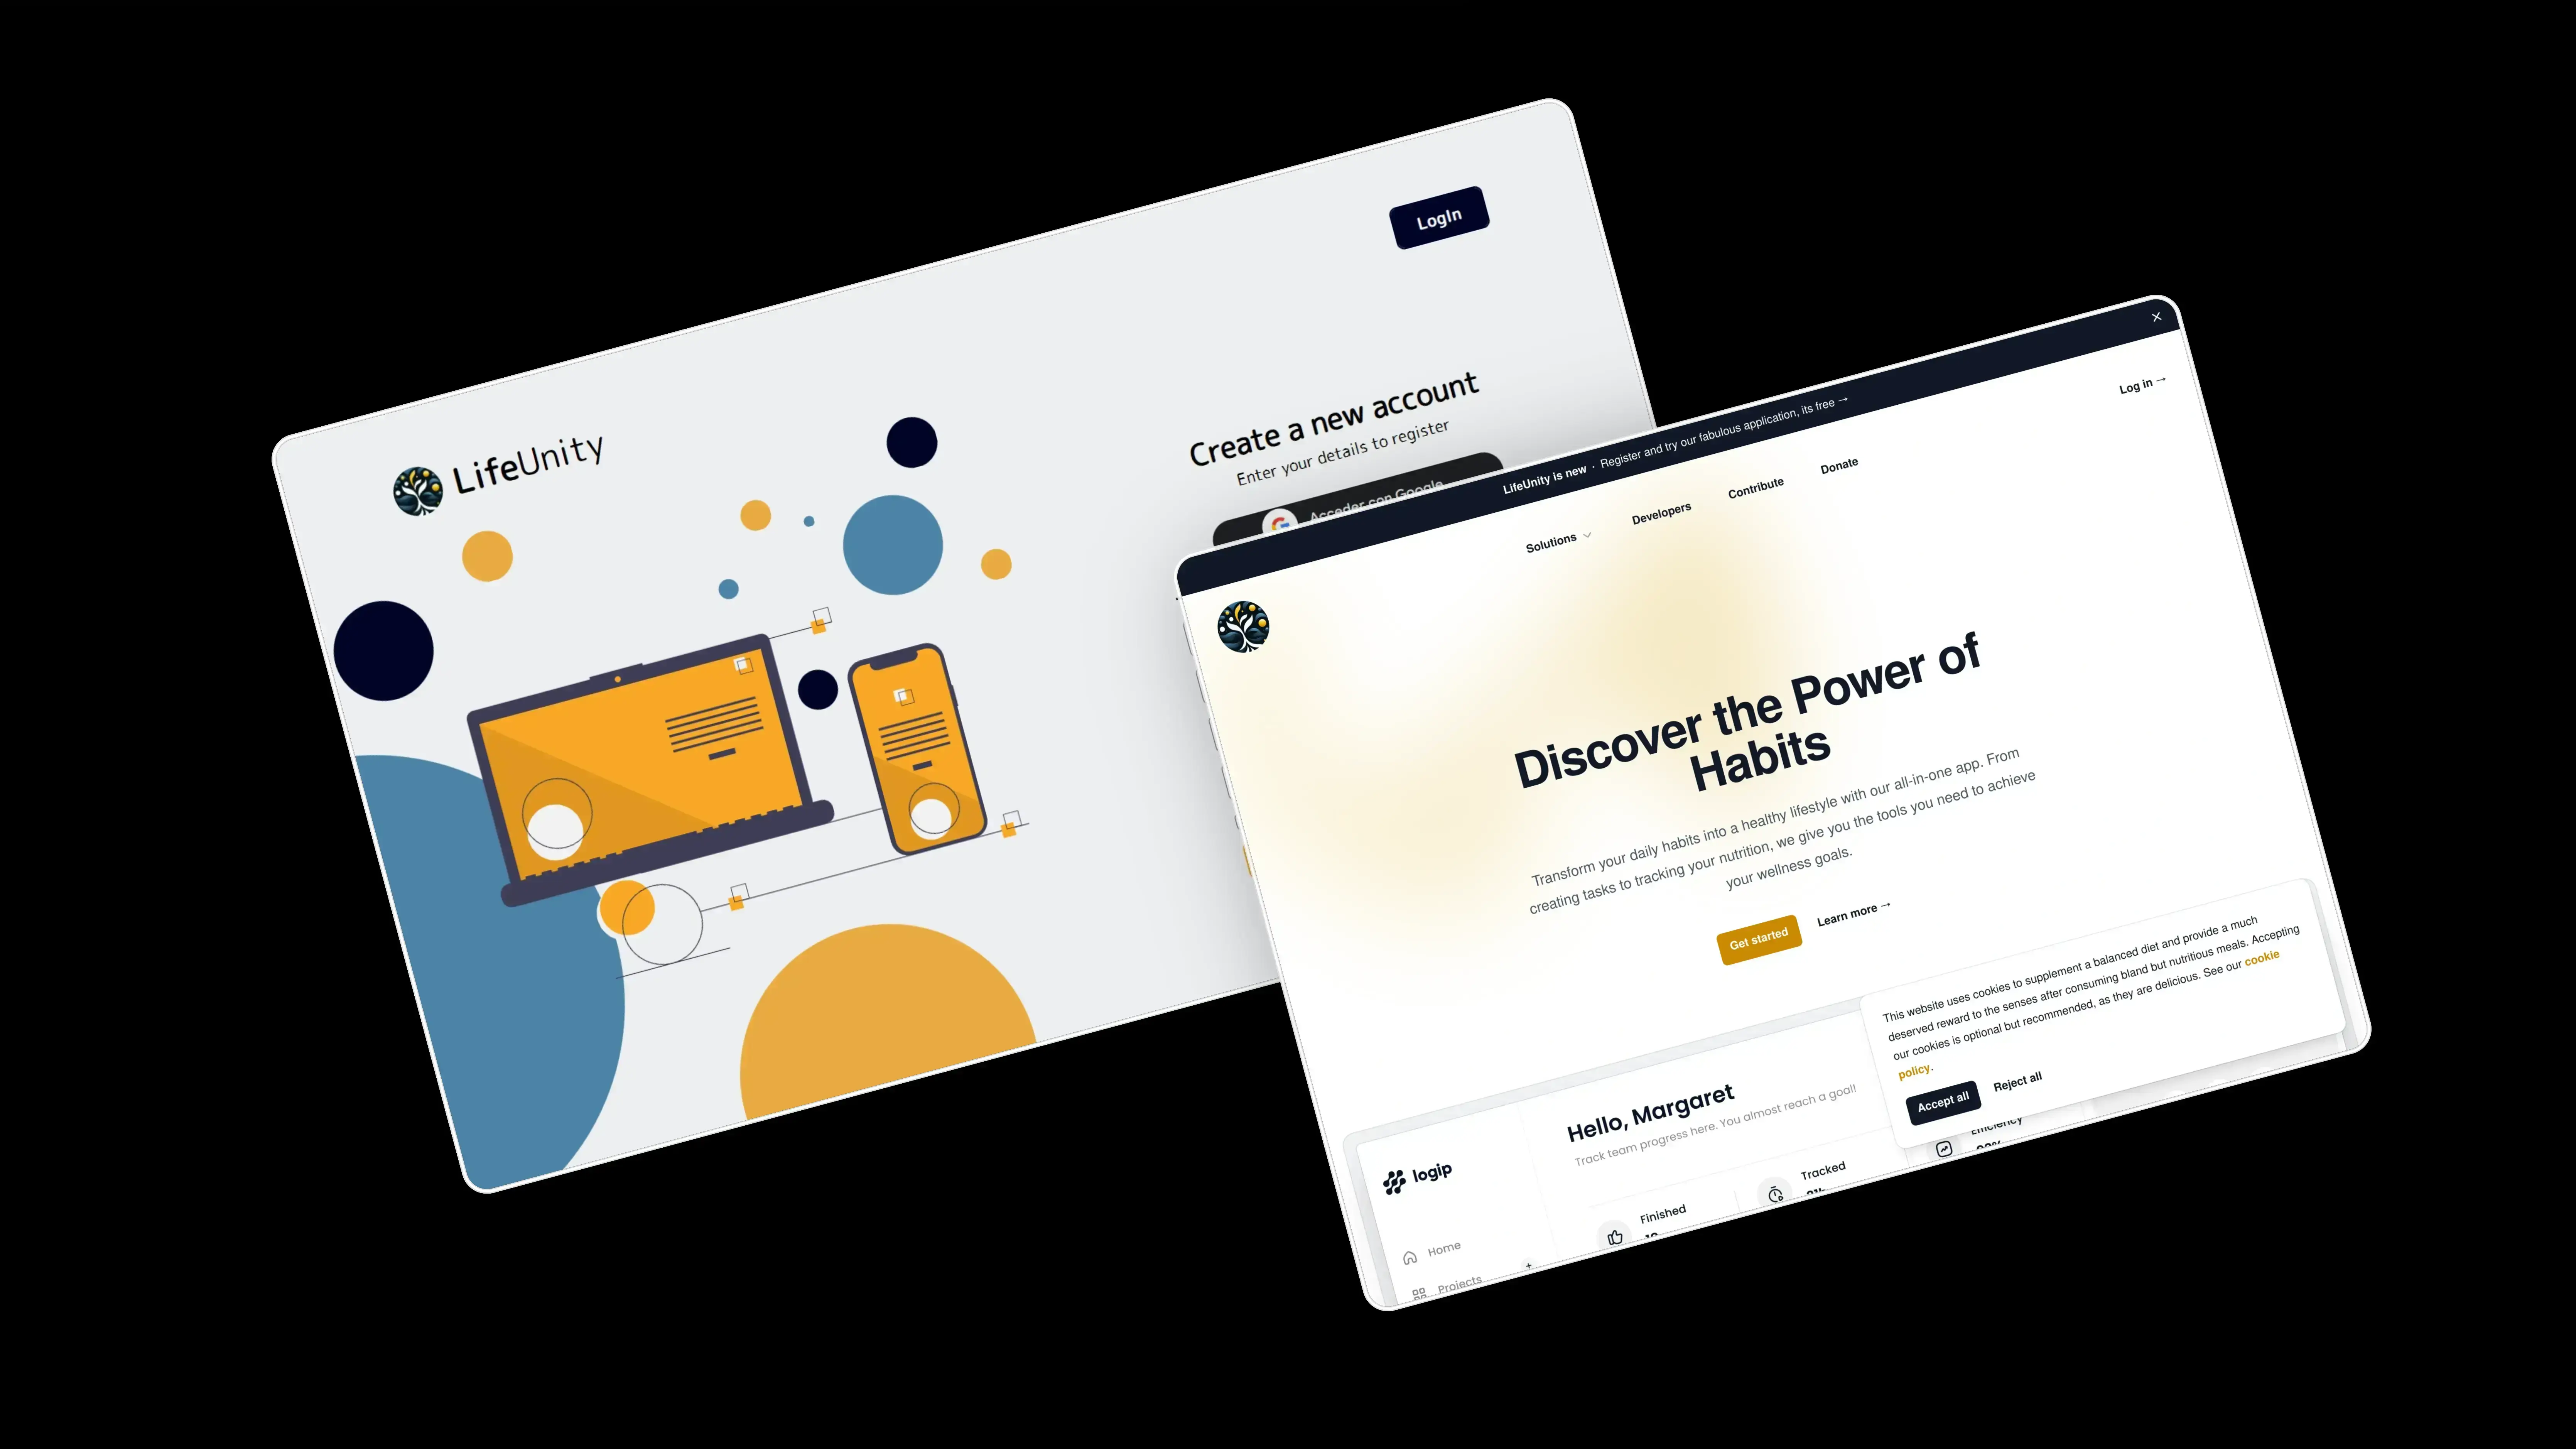 LifeUnity
LogIn
Create a new account
Enter your details to register
Acceder con Google
LifeUnity is new · Register and try our fabulous application, its free →
Solutions
Developers
Contribute
Donate
Log in →
Discover the Power of
Habits
Transform your daily habits into a healthy lifestyle with our all-in-one app. From
creating tasks to tracking your nutrition, we give you the tools you need to achieve
your wellness goals.
Get started
Learn more →
This website uses cookies to supplement a balanced diet and provide a much
deserved reward to the senses after consuming bland but nutritious meals. Accepting
our cookies is optional but recommended, as they are delicious. See our cookie
policy.
Accept all
Reject all
logip
Home
Projects
Hello, Margaret
Track team progress here. You almost reach a goal!
Finished
Tracked
Efficiency